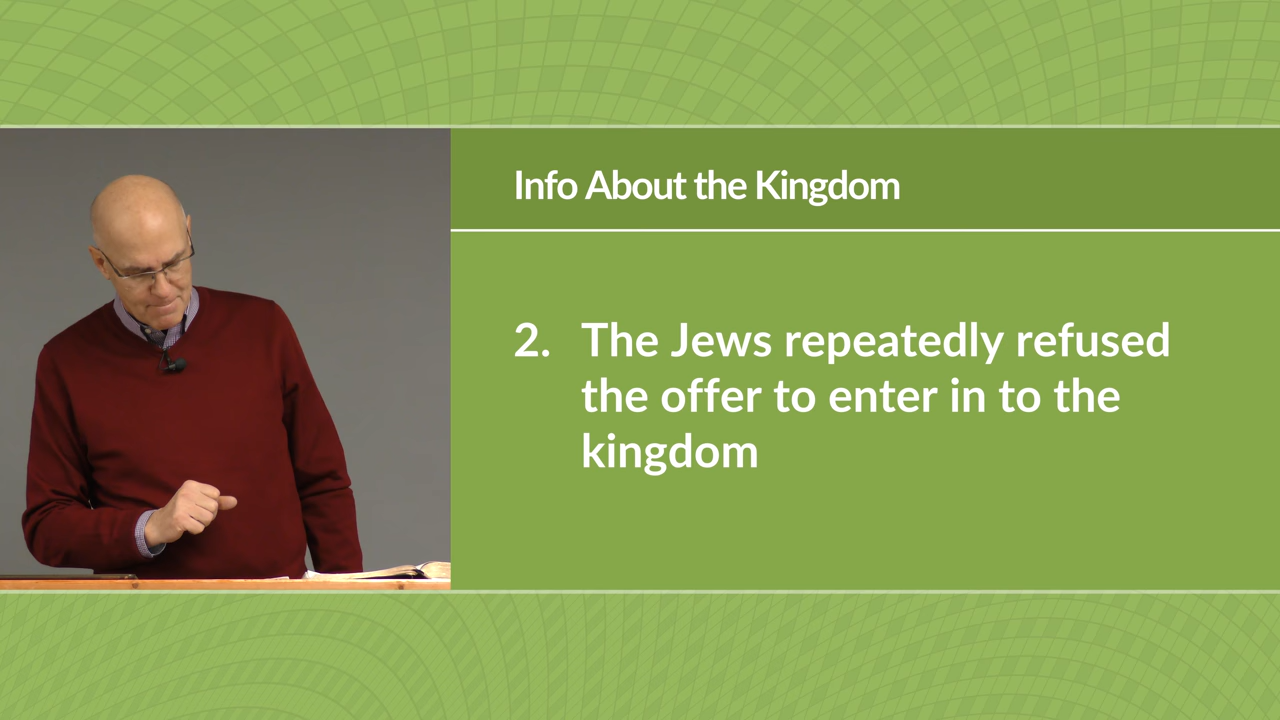 Info About the Kingdom
2. The Jews repeatedly refused
the offer to enter in to the
kingdom